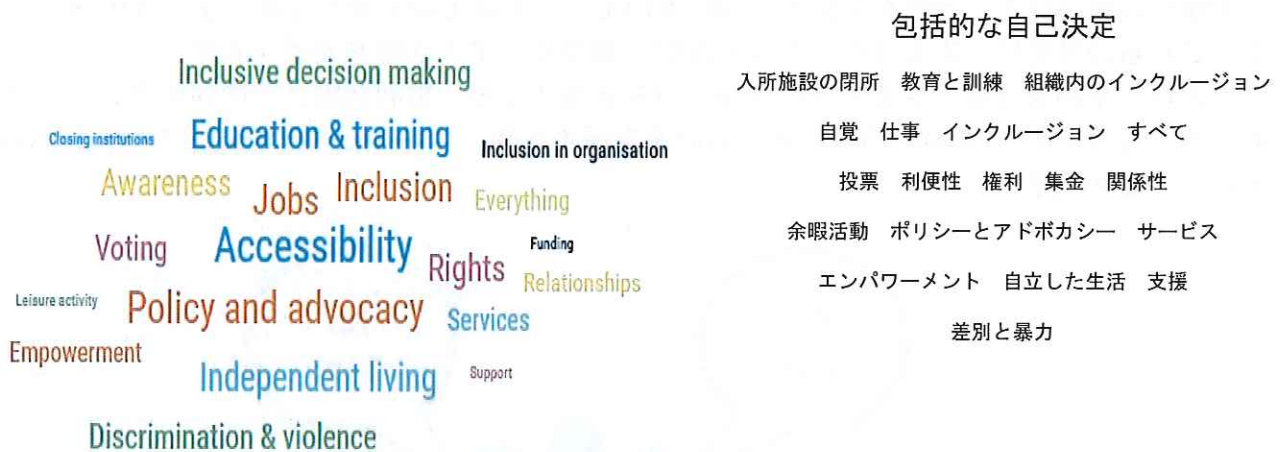 Inclusive decision making
Closing institutions Education & training Inclusion in organisation
Awareness Jobs Inclusion Everything
Voting Accessibility Rights Funding
Relationships
Leisure activity Policy and advocacy Services
Empowerment
Independent living Support
Discrimination & violence
包括的な自己決定
入所施設の閉所 教育と訓練 組織内のインクルージョン
自覚 仕事 インクルージョン すべて
投票 利便性 権利 集金 関係性
余暇活動 ポリシーとアドボカシー サービス
エンパワーメント 自立した生活 支援
差別と暴力